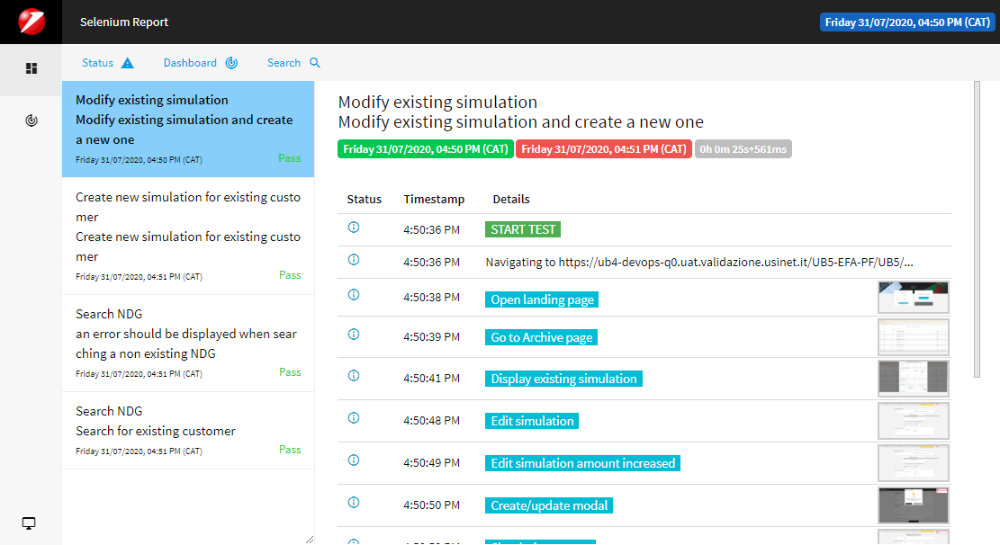 Selenium Report
Friday 31/07/2020, 04:50 PM (CAT)
Status
Dashboard
Search
Modify existing simulation
Modify existing simulation and create
a new one
Friday 31/07/2020, 04:50 PM (CAT)
Pass
Create new simulation for existing custo
mer
Create new simulation for existing custo
mer
Friday 31/07/2020, 04:51 PM (CAT)
Pass
Search NDG
an error should be displayed when sear
ching a non existing NDG
Friday 31/07/2020, 04:51 PM (CAT)
Pass
Search NDG
Search for existing customer
Friday 31/07/2020, 04:51 PM (CAT)
Pass
Modify existing simulation
Modify existing simulation and create a new one
Friday 31/07/2020, 04:50 PM (CAT) Friday 31/07/2020, 04:51 PM (CAT) 0h 0m 25s+561ms
Status Timestamp Details
4:50:36 PM START TEST
4:50:36 PM Navigating to https://ub4-devops-q0.uat.validazione.usinet.it/UB5-EFA-PF/UB5/...
4:50:38 PM Open landing page
4:50:39 PM Go to Archive page
4:50:41 PM Display existing simulation
4:50:48 PM Edit simulation
4:50:49 PM Edit simulation amount increased
4:50:50 PM Create/update modal